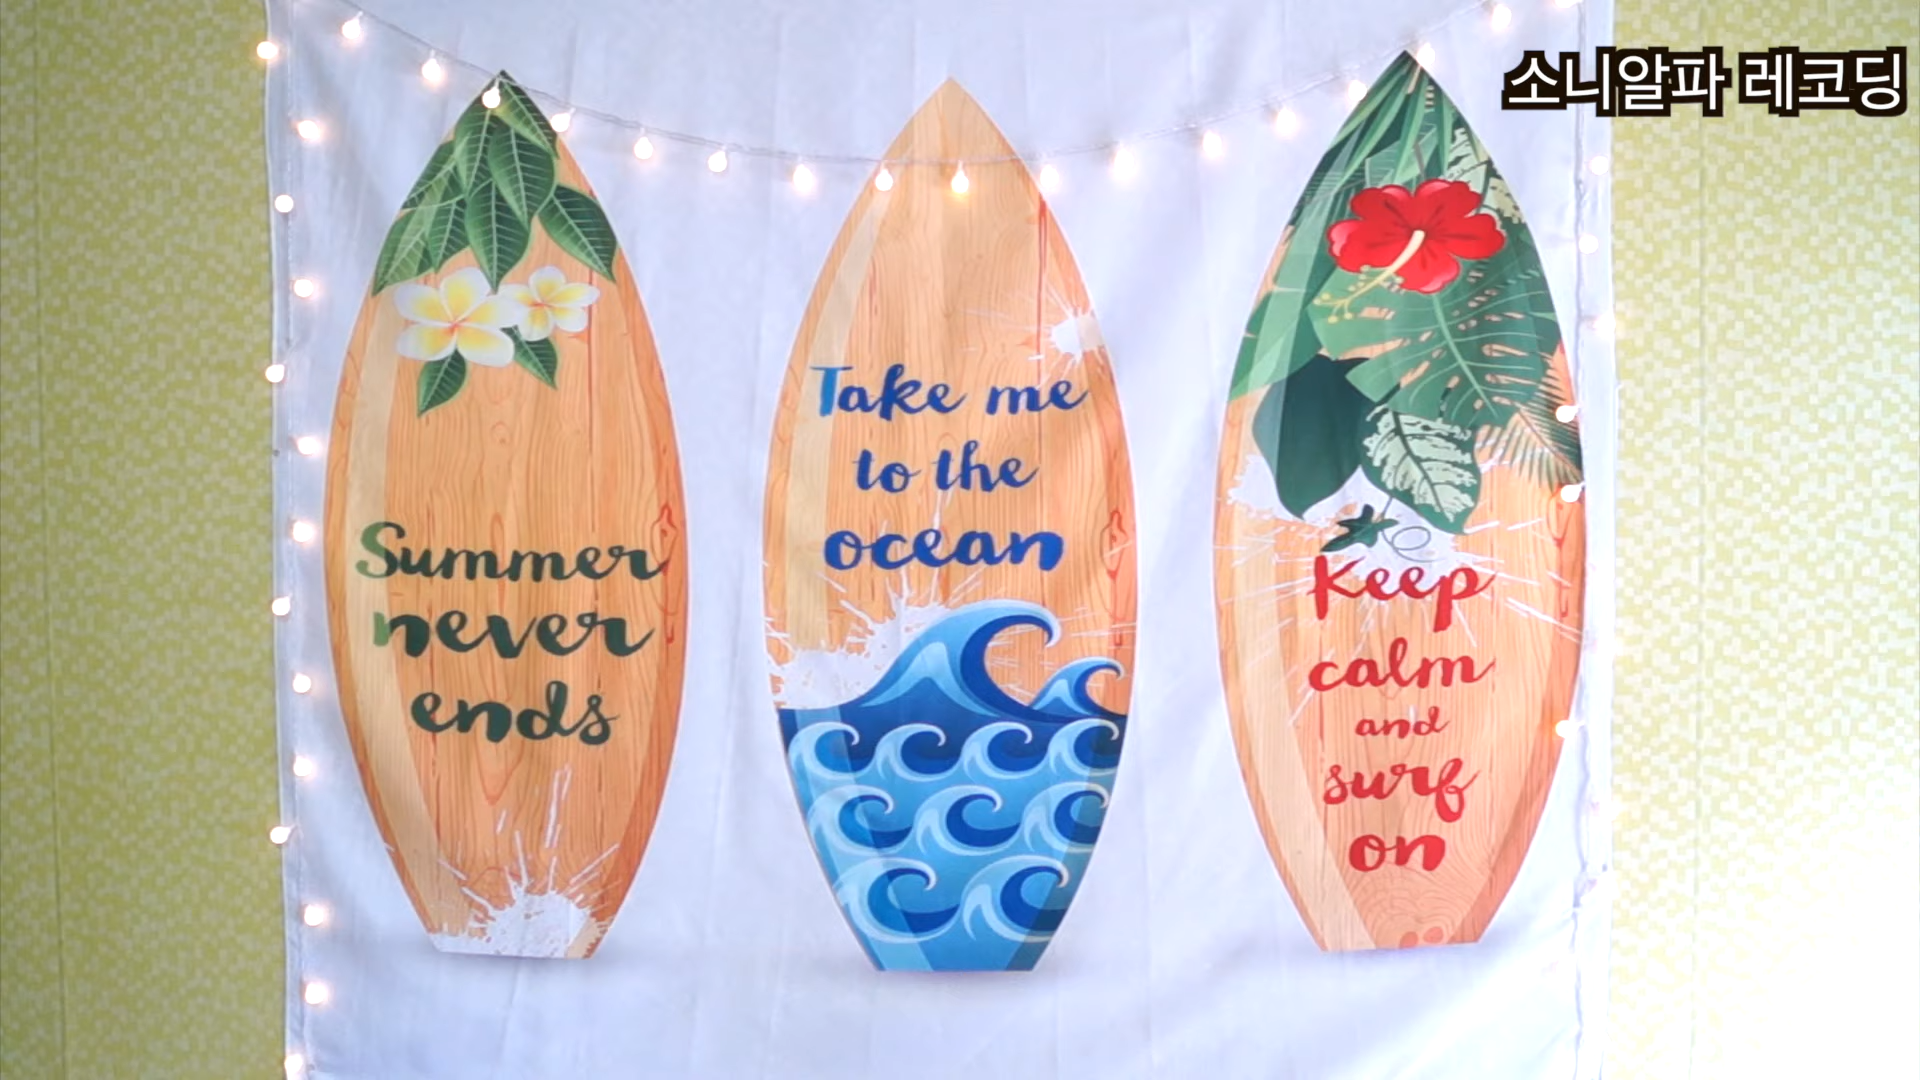 소니알파 레코딩
Summer
never
ends
Take me
to the
ocean
Keep
calm
and
surf
on